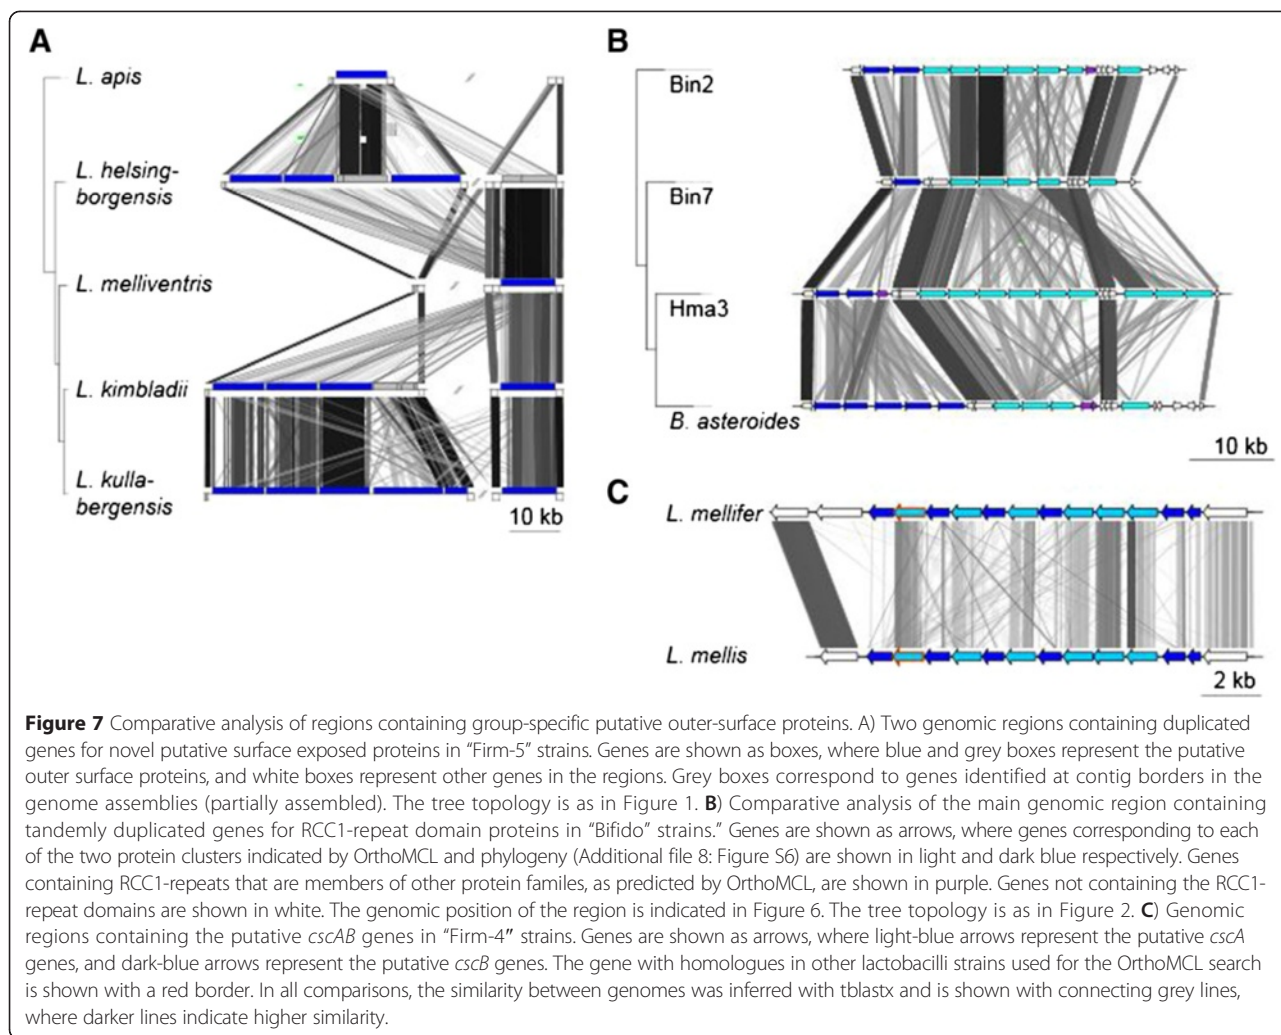 A
L. apis
L. helsing-
borgensis
L. melliventris
L. kimbladii
L. kulla-
bergensis
10 kb
B
Bin2
Bin7
Hma3
B. asteroides
10 kb
C
L. mellifer
L. mellis
2 kb
Figure 7 Comparative analysis of regions containing group-specific putative outer-surface proteins. A) Two genomic regions containing duplicated
genes for novel putative surface exposed proteins in "Firm-5" strains. Genes are shown as boxes, where blue and grey boxes represent the putative
outer surface proteins, and white boxes represent other genes in the regions. Grey boxes correspond to genes identified at contig borders in the
genome assemblies (partially assembled). The tree topology is as in Figure 1. B) Comparative analysis of the main genomic region containing
tandemly duplicated genes for RCC1-repeat domain proteins in "Bifido" strains." Genes are shown as arrows, where genes corresponding to each
of the two protein clusters indicated by OrthoMCL and phylogeny (Additional file 8: Figure S6) are shown in light and dark blue respectively. Genes
containing RCC1-repeats that are members of other protein familes, as predicted by OrthoMCL, are shown in purple. Genes not containing the RCC1-
repeat domains are shown in white. The genomic position of the region is indicated in Figure 6. The tree topology is as in Figure 2. C) Genomic
regions containing the putative cscAB genes in "Firm-4″ strains. Genes are shown as arrows, where light-blue arrows represent the putative cscA
genes, and dark-blue arrows represent the putative cscB genes. The gene with homologues in other lactobacilli strains used for the OrthoMCL search
is shown with a red border. In all comparisons, the similarity between genomes was inferred with tblastx and is shown with connecting grey lines,
where darker lines indicate higher similarity.